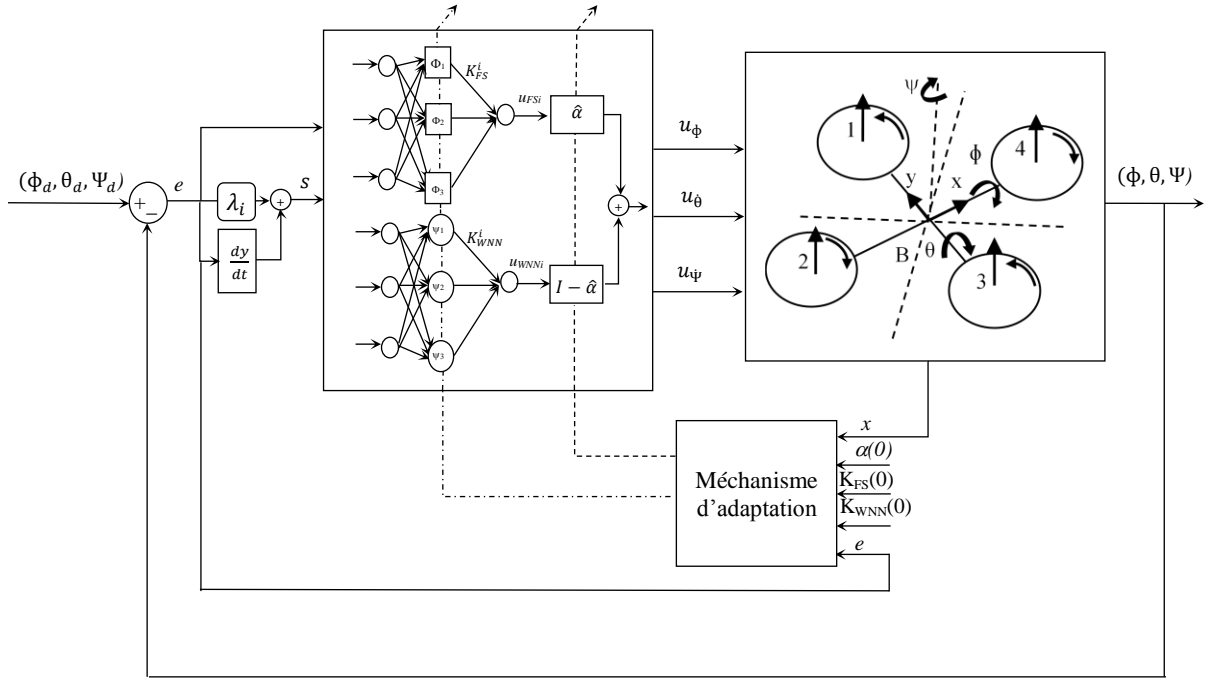 (ϕd, θd, Ψd)
+
−
e
λi
dy
dt
+
s
Φ1
Φ2
Φ3
K^i_FS
uFSi
α̂
ψ1
ψ2
ψ3
K^i_WNN
uWNNi
I − α̂
+
uϕ
uθ̇
uΨ̇
Ψ
1
4
ϕ
y
x
2
B
θ
3
(ϕ, θ, Ψ)
x
α(0)
KFS(0)
KWNN(0)
e
Méchanisme
d'adaptation